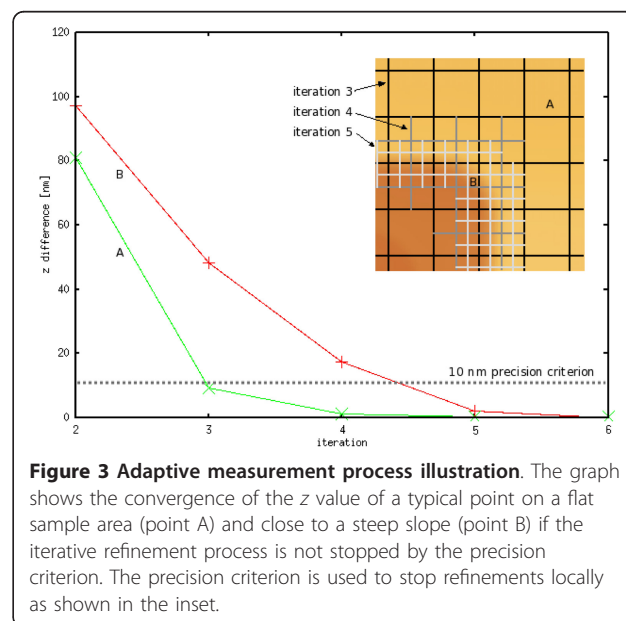 120
100
80
60
40
20
0
z difference [nm]
B
A
iteration 3
iteration 4
iteration 5
A
B
10 nm precision criterion
2 3 4 5 6
iteration
Figure 3 Adaptive measurement process illustration. The graph
shows the convergence of the z value of a typical point on a flat
sample area (point A) and close to a steep slope (point B) if the
iterative refinement process is not stopped by the precision
criterion. The precision criterion is used to stop refinements locally
as shown in the inset.